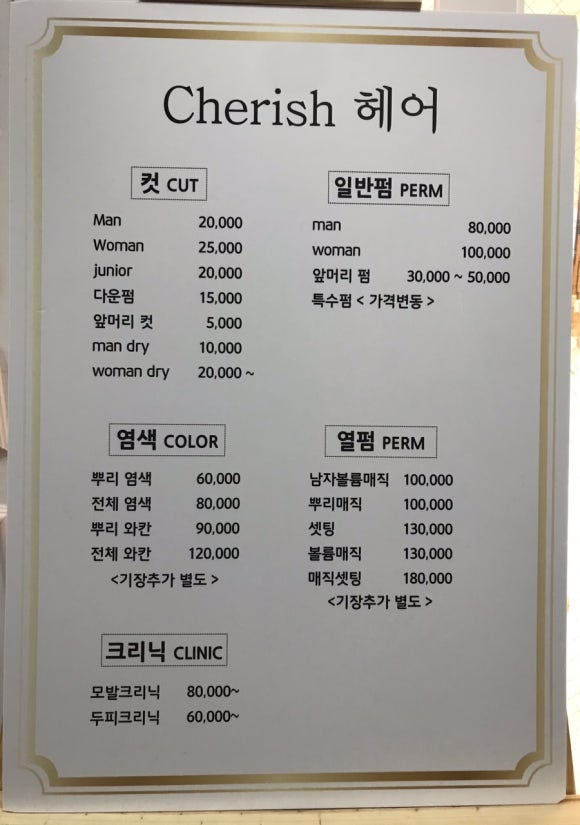 Cherish 헤어
컷 CUT
Man 20,000
Woman 25,000
junior 20,000
다운펌 15,000
앞머리 컷 5,000
man dry 10,000
woman dry 20,000 ~
일반펌 PERM
man 80,000
woman 100,000
앞머리 펌 30,000 ~ 50,000
특수펌 < 가격변동 >
염색 COLOR
뿌리 염색 60,000
전체 염색 80,000
뿌리 와칸 90,000
전체 와칸 120,000
<기장추가 별도 >
열펌 PERM
남자볼륨매직 100,000
뿌리매직 100,000
셋팅 130,000
볼륨매직 130,000
매직셋팅 180,000
<기장추가 별도 >
크리닉 CLINIC
모발크리닉 80,000~
두피크리닉 60,000~